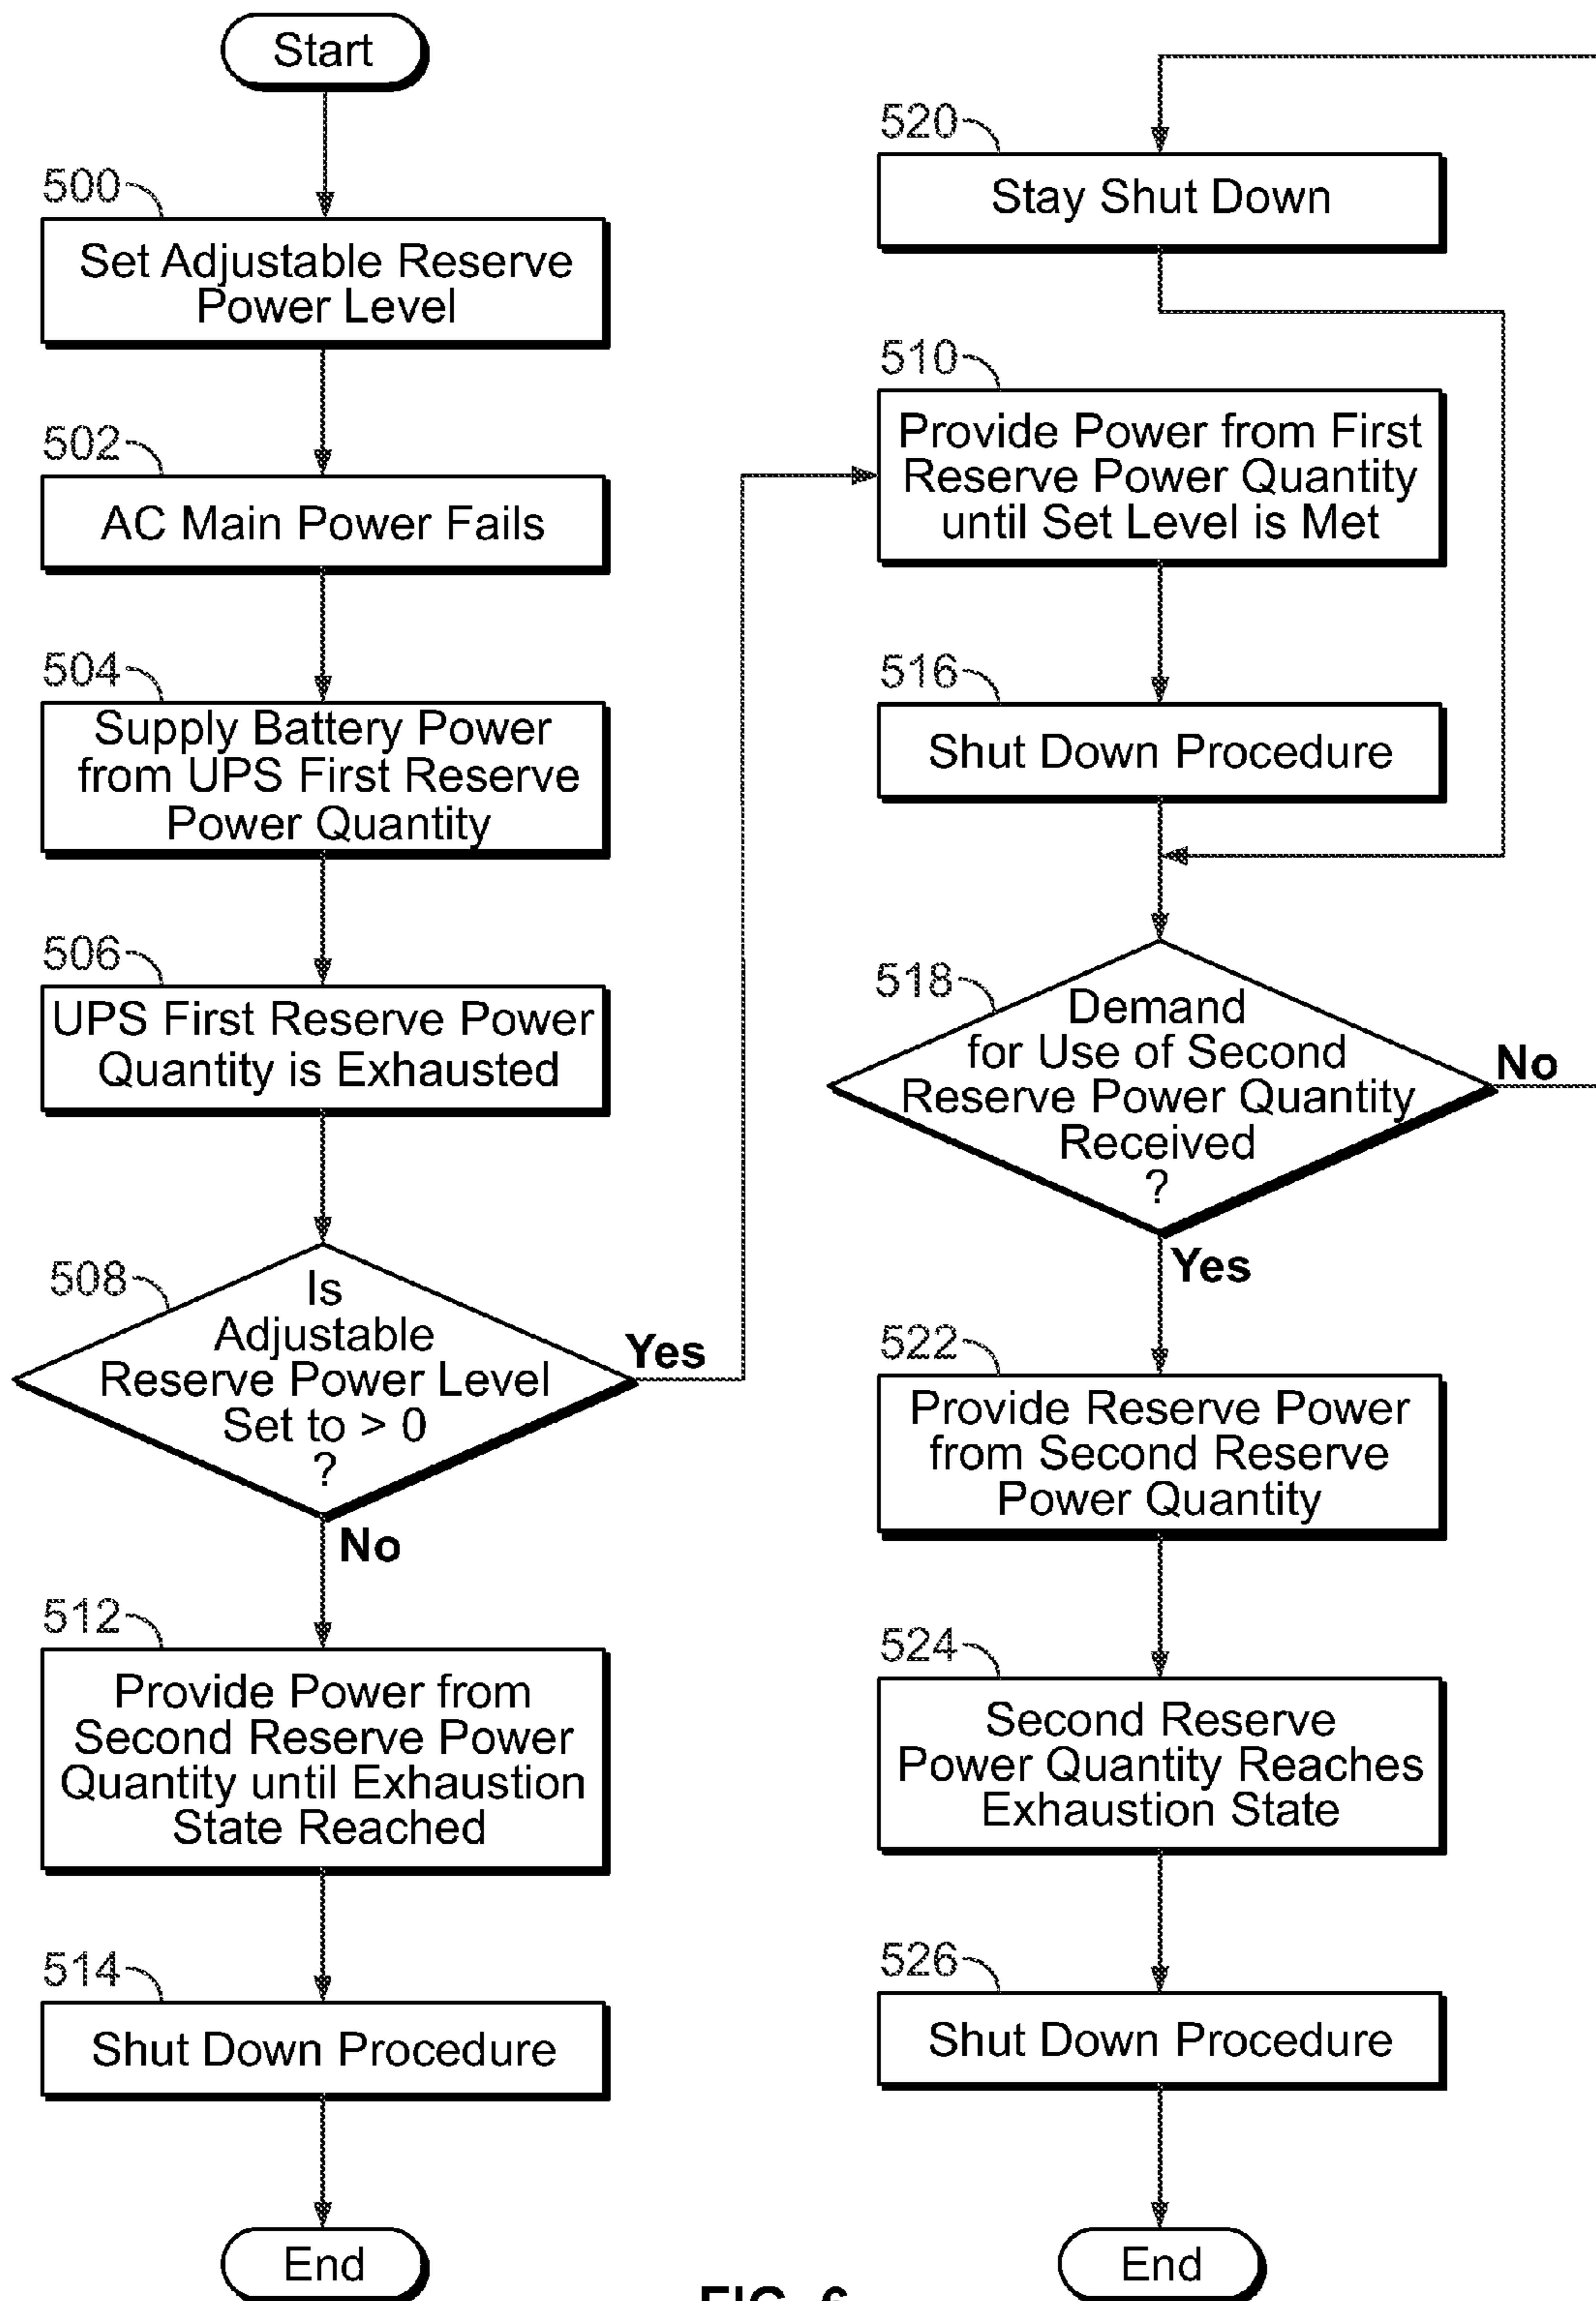 Start
500
Set Adjustable Reserve
Power Level
502
AC Main Power Fails
504
Supply Battery Power
from UPS First Reserve
Power Quantity
506
UPS First Reserve Power
Quantity is Exhausted
508
Is
Adjustable
Reserve Power Level
Set to > 0
?
Yes
No
512
Provide Power from
Second Reserve Power
Quantity until Exhaustion
State Reached
514
Shut Down Procedure
End
520
Stay Shut Down
510
Provide Power from First
Reserve Power Quantity
until Set Level is Met
516
Shut Down Procedure
518
Demand
for Use of Second
Reserve Power Quantity
Received
?
No
Yes
522
Provide Reserve Power
from Second Reserve
Power Quantity
524
Second Reserve
Power Quantity Reaches
Exhaustion State
526
Shut Down Procedure
End